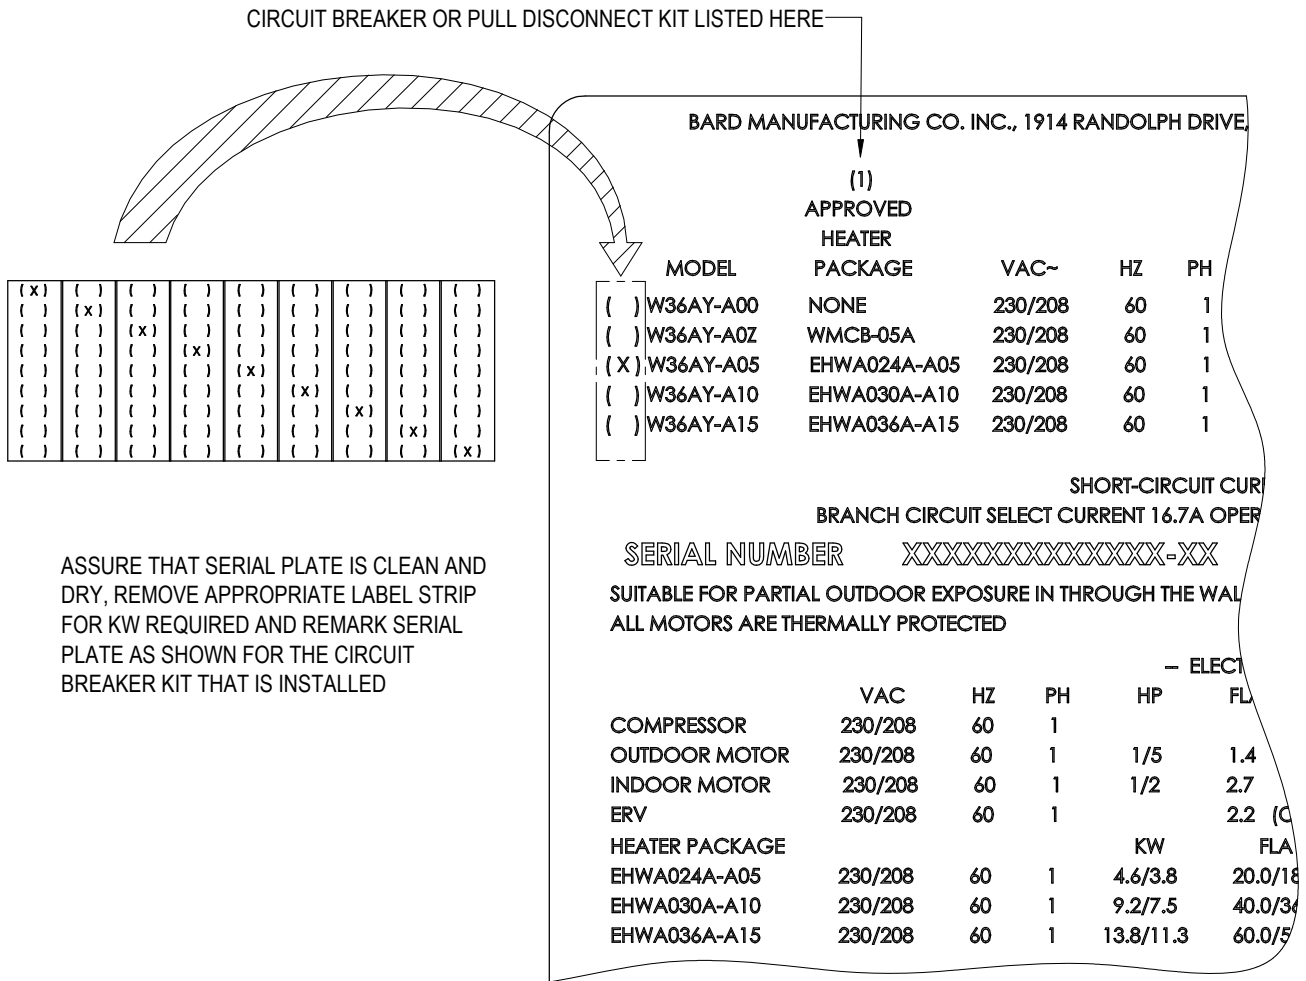 CIRCUIT BREAKER OR PULL DISCONNECT KIT LISTED HERE
BARD MANUFACTURING CO. INC., 1914 RANDOLPH DRIVE,
(1)
APPROVED
HEATER
MODEL PACKAGE VAC~ HZ PH
( ) W36AY-A00 NONE 230/208 60 1
( ) W36AY-A0Z WMCB-05A 230/208 60 1
(X) W36AY-A05 EHWA024A-A05 230/208 60 1
( ) W36AY-A10 EHWA030A-A10 230/208 60 1
( ) W36AY-A15 EHWA036A-A15 230/208 60 1
(X) ( ) ( ) ( ) ( ) ( ) ( ) ( ) ( )
( ) (X) ( ) ( ) ( ) ( ) ( ) ( ) ( )
( ) ( ) (X) ( ) ( ) ( ) ( ) ( ) ( )
( ) ( ) ( ) (X) ( ) ( ) ( ) ( ) ( )
( ) ( ) ( ) ( ) (X) ( ) ( ) ( ) ( )
( ) ( ) ( ) ( ) ( ) (X) ( ) ( ) ( )
( ) ( ) ( ) ( ) ( ) ( ) (X) ( ) ( )
( ) ( ) ( ) ( ) ( ) ( ) ( ) (X) ( )
( ) ( ) ( ) ( ) ( ) ( ) ( ) ( ) (X)
ASSURE THAT SERIAL PLATE IS CLEAN AND
DRY, REMOVE APPROPRIATE LABEL STRIP
FOR KW REQUIRED AND REMARK SERIAL
PLATE AS SHOWN FOR THE CIRCUIT
BREAKER KIT THAT IS INSTALLED
SHORT-CIRCUIT CUR
BRANCH CIRCUIT SELECT CURRENT 16.7A OPER
SERIAL NUMBER XXXXXXXXXXXXX-XX
SUITABLE FOR PARTIAL OUTDOOR EXPOSURE IN THROUGH THE WAL
ALL MOTORS ARE THERMALLY PROTECTED
– ELECT
VAC HZ PH HP FL
COMPRESSOR 230/208 60 1
OUTDOOR MOTOR 230/208 60 1 1/5 1.4
INDOOR MOTOR 230/208 60 1 1/2 2.7
ERV 230/208 60 1 2.2 (
HEATER PACKAGE KW FLA
EHWA024A-A05 230/208 60 1 4.6/3.8 20.0/18
EHWA030A-A10 230/208 60 1 9.2/7.5 40.0/36
EHWA036A-A15 230/208 60 1 13.8/11.3 60.0/5